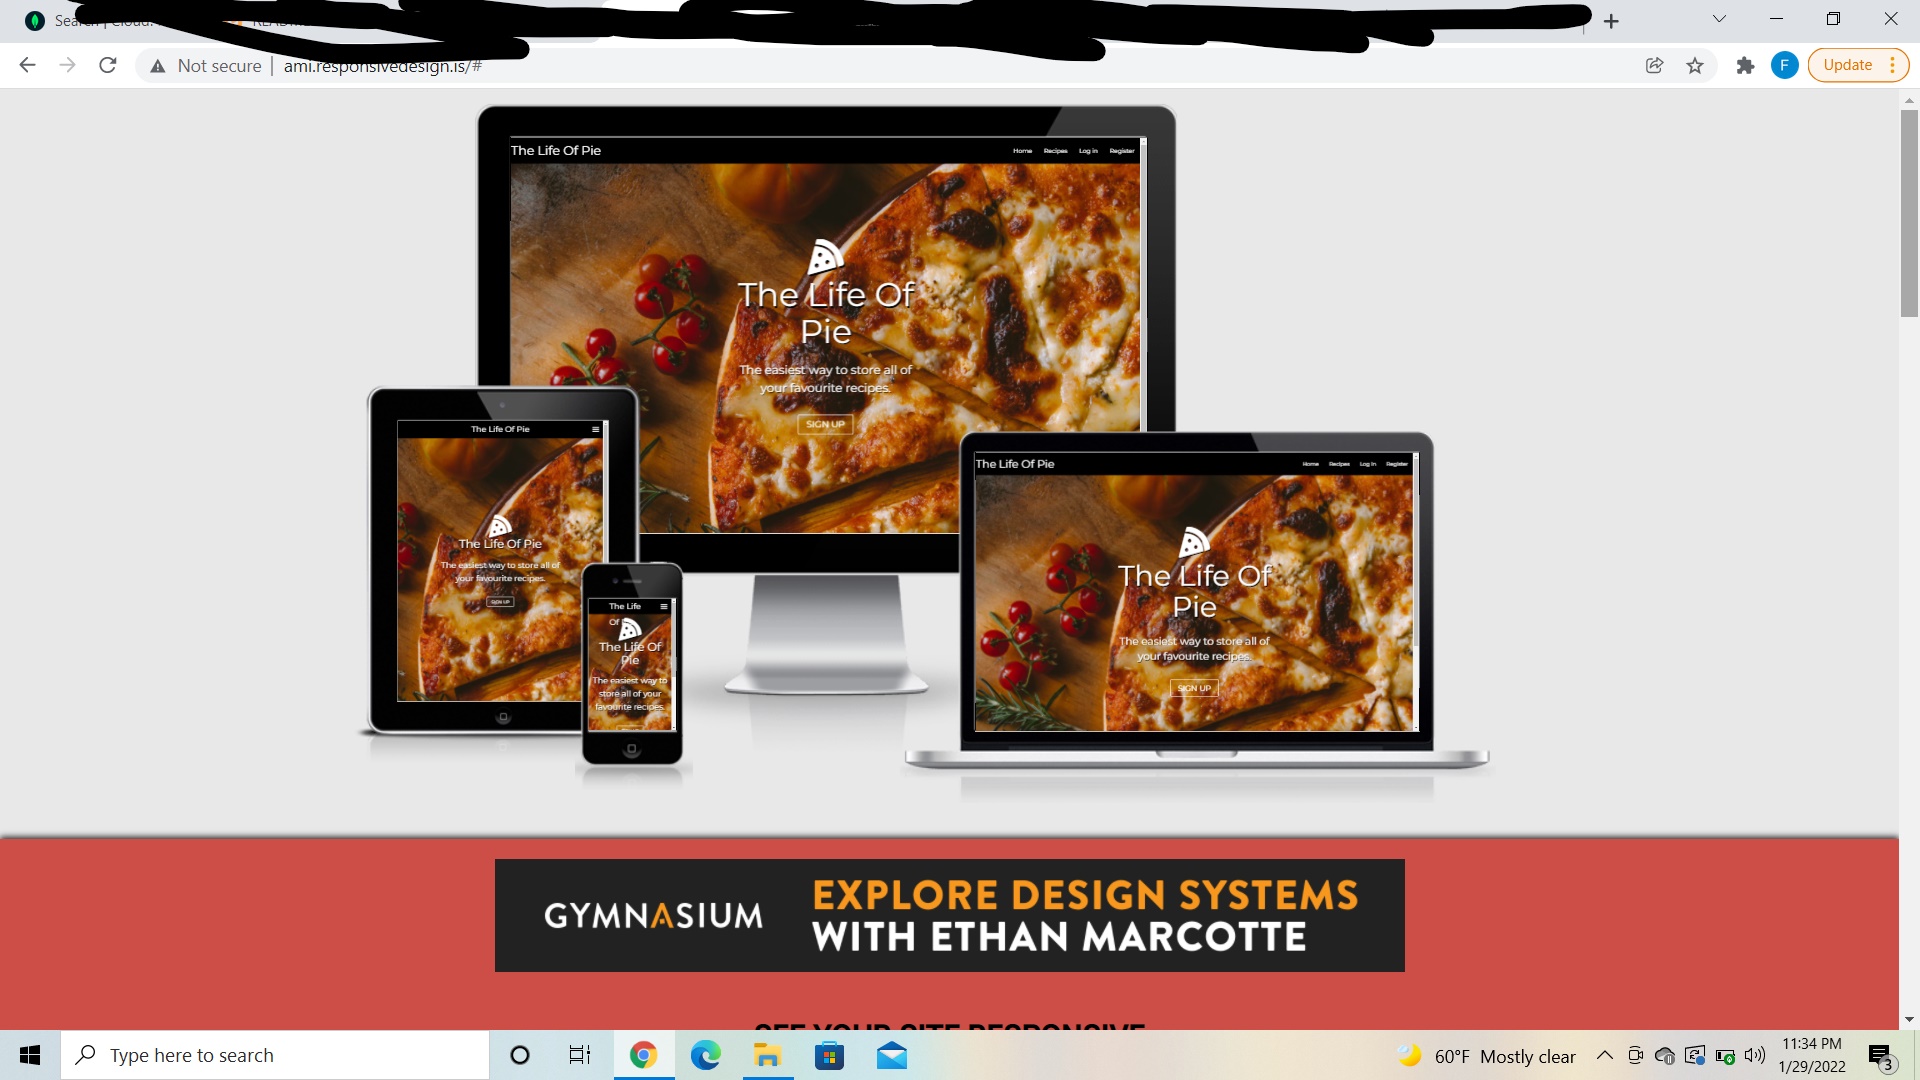 Search | Cloud:
Not secure | ami.responsivedesign.is/#
F
Update
The Life Of Pie
Home Recipes Log in Register
The Life Of
Pie
The easiest way to store all of
your favourite recipes.
SIGN UP
The Life Of Pie
The Life Of Pie
The easiest way to store all of
your favourite recipes.
SIGN UP
The Life
Of
The Life Of
Pie
The easiest way to
store all of your
favourite recipes.
The Life Of Pie
Home Recipes Log in Register
The Life Of
Pie
The easiest way to store all of
your favourite recipes.
SIGN UP
GYMNASIUM
EXPLORE DESIGN SYSTEMS
WITH ETHAN MARCOTTE
SEE YOUR SITE RESPONSIVE
Type here to search
60°F Mostly clear
11:34 PM
1/29/2022
3